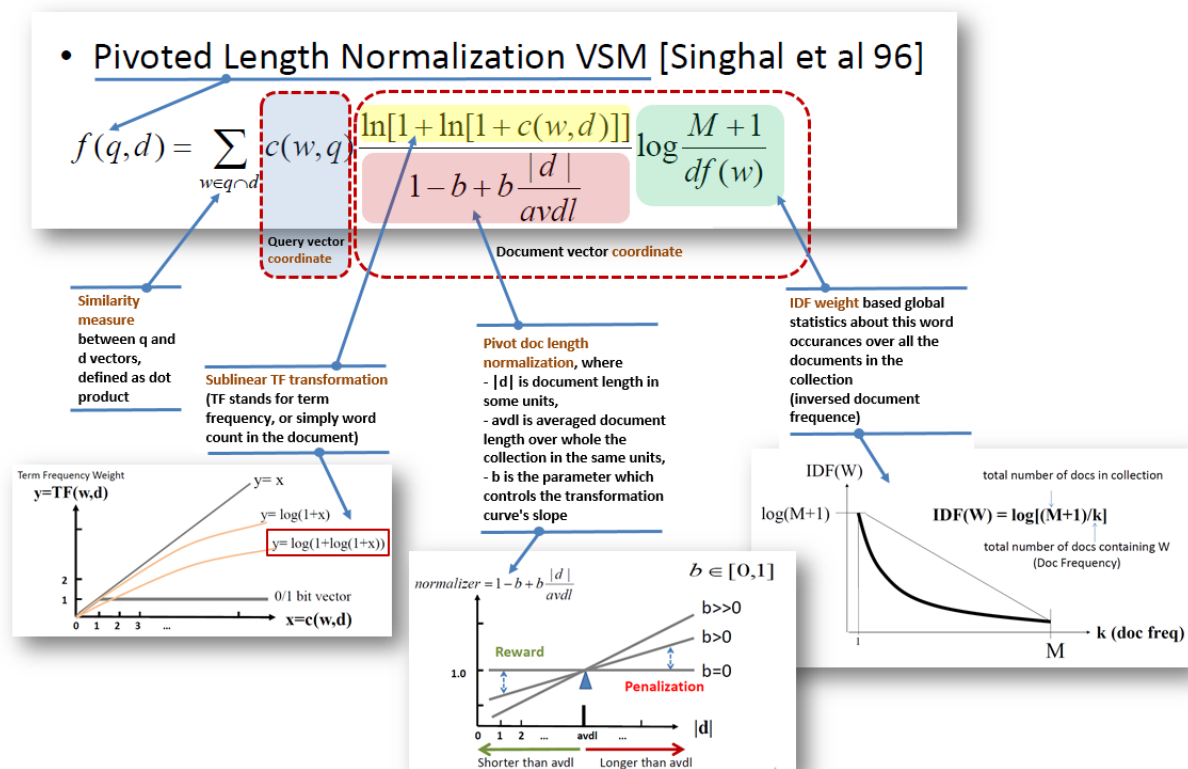 • Pivoted Length Normalization VSM [Singhal et al 96]
f(q,d) = ∑ w∈q∩d c(w,q) ln[1+ln[1+c(w,d)]] / (1−b+b |d|/avdl) log (M+1)/df(w)
Query vector
coordinate
Document vector coordinate
Similarity
measure
between q and
d vectors,
defined as dot
product
Sublinear TF transformation
(TF stands for term
frequency, or simply word
count in the document)
Pivot doc length
normalization, where
- |d| is document length in
some units,
- avdl is averaged document
length over whole the
collection in the same units,
- b is the parameter which
controls the transformation
curve's slope
IDF weight based global
statistics about this word
occurances over all the
documents in the
collection
(inversed document
frequence)
Term Frequency Weight
y=TF(w,d)
y= x
y= log(1+x)
y= log(1+log(1+x))
2
1
0/1 bit vector
0 1 2 3 ...
x=c(w,d)
normalizer = 1−b+b |d|/avdl
b ∈ [0,1]
b>>0
b>0
b=0
Reward
1.0
Penalization
0 1 2 ... avdl ...
|d|
Shorter than avdl
Longer than avdl
IDF(W)
total number of docs in collection
log(M+1)
IDF(W) = log[(M+1)/k]
total number of docs containing W
(Doc Frequency)
1
M
k (doc freq)